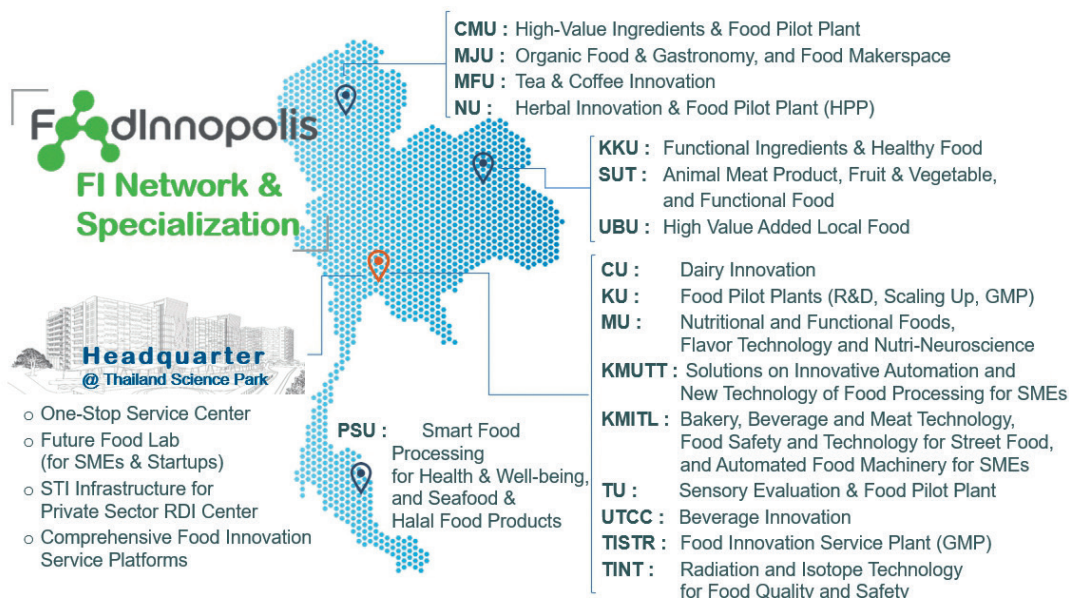 FoodInnopolis
FI Network &
Specialization
CMU : High-Value Ingredients & Food Pilot Plant
MJU : Organic Food & Gastronomy, and Food Makerspace
MFU : Tea & Coffee Innovation
NU : Herbal Innovation & Food Pilot Plant (HPP)
KKU : Functional Ingredients & Healthy Food
SUT : Animal Meat Product, Fruit & Vegetable,
and Functional Food
UBU : High Value Added Local Food
CU : Dairy Innovation
KU : Food Pilot Plants (R&D, Scaling Up, GMP)
MU : Nutritional and Functional Foods,
Flavor Technology and Nutri-Neuroscience
KMUTT : Solutions on Innovative Automation and
New Technology of Food Processing for SMEs
KMITL : Bakery, Beverage and Meat Technology,
Food Safety and Technology for Street Food,
and Automated Food Machinery for SMEs
TU : Sensory Evaluation & Food Pilot Plant
UTCC : Beverage Innovation
TISTR : Food Innovation Service Plant (GMP)
TINT : Radiation and Isotope Technology
for Food Quality and Safety
Headquarter
@ Thailand Science Park
o One-Stop Service Center
o Future Food Lab
(for SMEs & Startups)
o STI Infrastructure for
Private Sector RDI Center
o Comprehensive Food Innovation
Service Platforms
PSU : Smart Food
Processing
for Health & Well-being,
and Seafood &
Halal Food Products